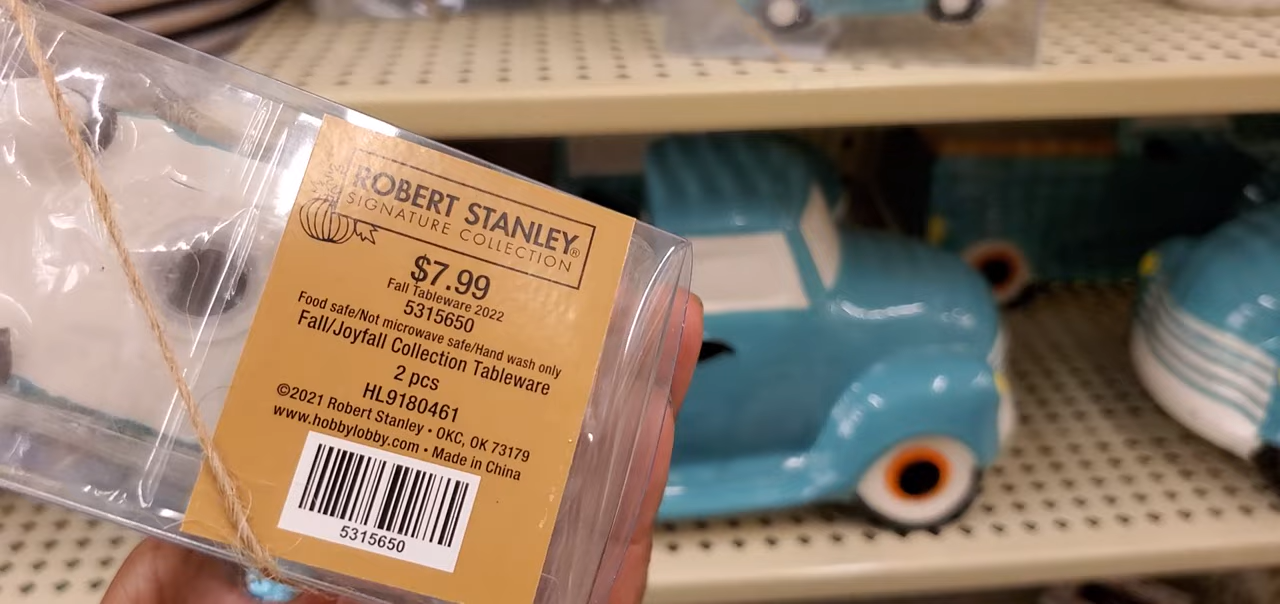 ROBERT STANLEY®
SIGNATURE COLLECTION
$7.99
Fall Tableware 2022
5315650
Food safe/Not microwave safe/Hand wash only
Fall/Joyfall Collection Tableware
2 pcs
HL9180461
©2021 Robert Stanley • OKC, OK 73179
www.hobbylobby.com • Made in China
5315650